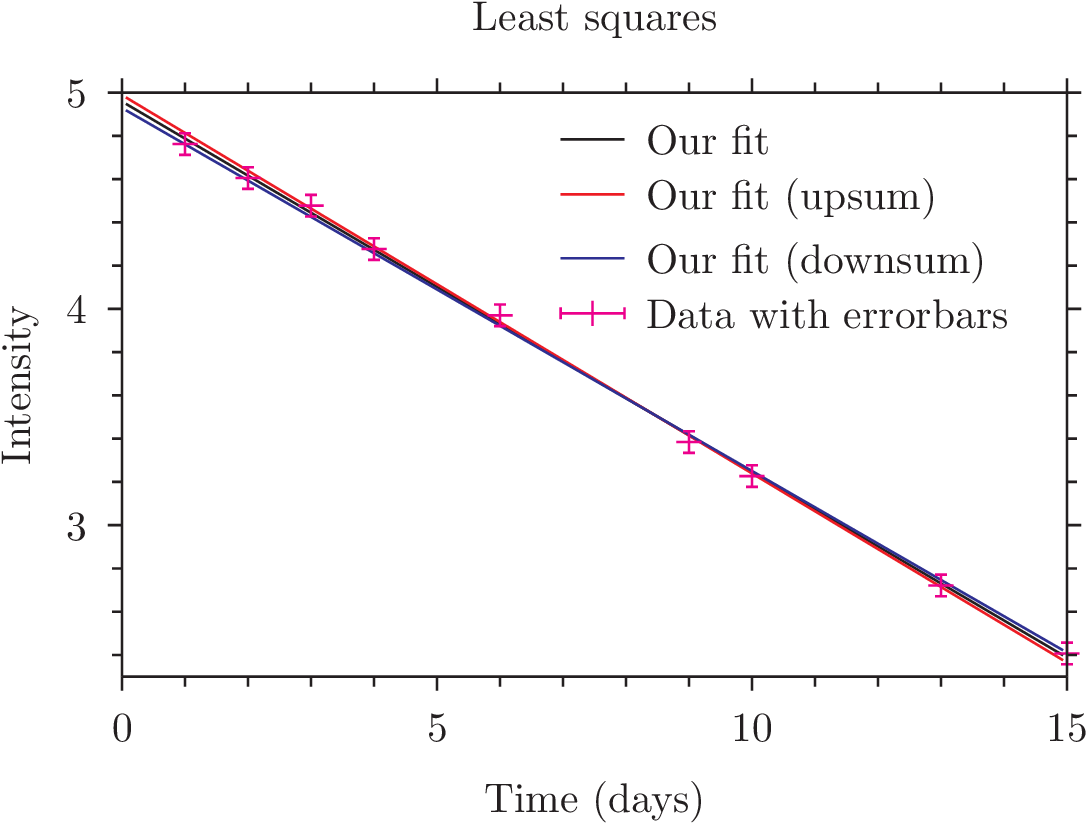 Least squares
5
4
3
Intensity
Our fit
Our fit (upsum)
Our fit (downsum)
Data with errorbars
0 5 10 15
Time (days)